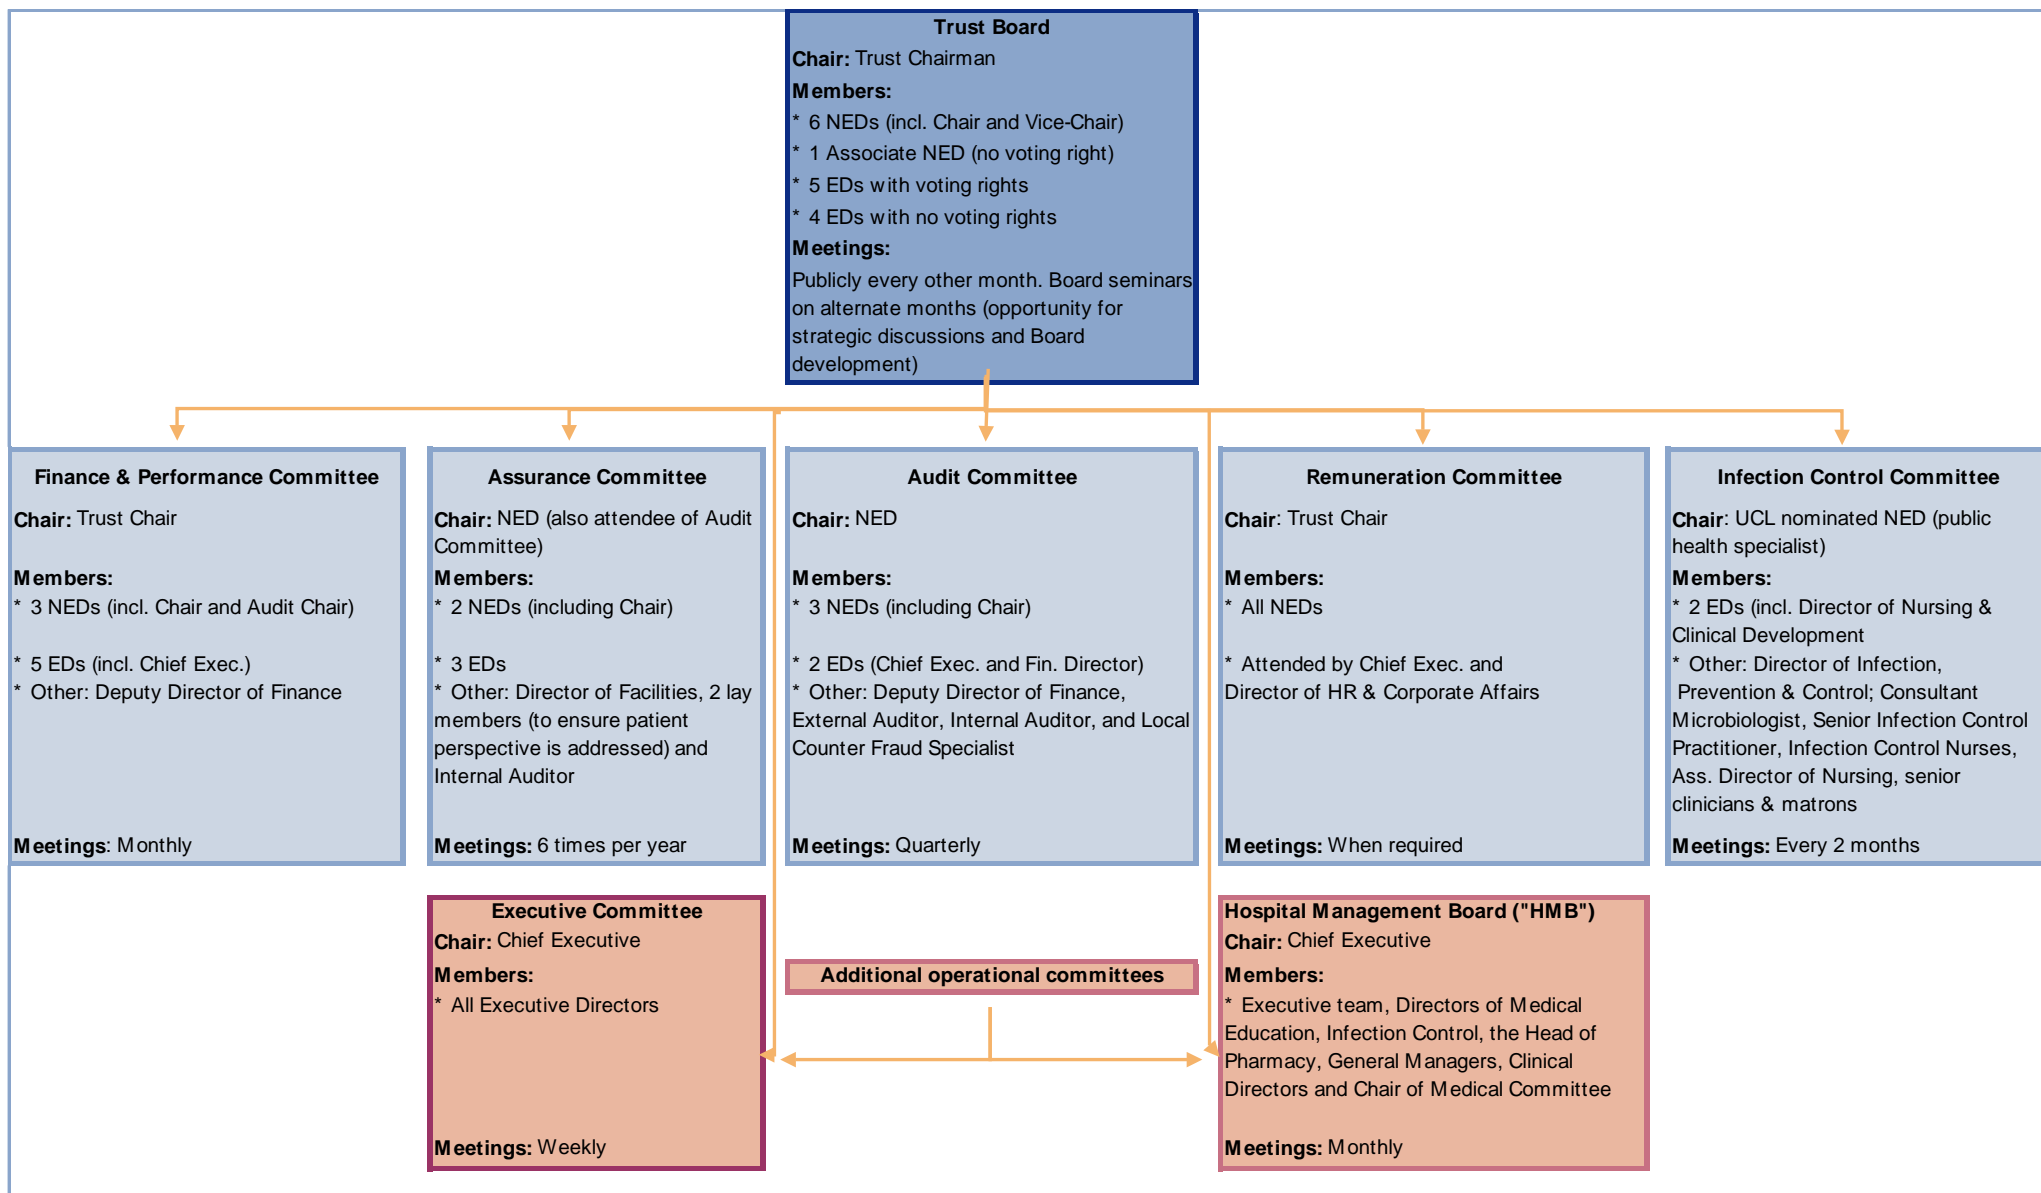 Trust Board
Chair: Trust Chairman
Members:
* 6 NEDs (incl. Chair and Vice-Chair)
* 1 Associate NED (no voting right)
* 5 EDs with voting rights
* 4 EDs with no voting rights
Meetings:
Publicly every other month. Board seminars
on alternate months (opportunity for
strategic discussions and Board
development)
Finance & Performance Committee
Chair: Trust Chair
Members:
* 3 NEDs (incl. Chair and Audit Chair)
* 5 EDs (incl. Chief Exec.)
* Other: Deputy Director of Finance
Meetings: Monthly
Assurance Committee
Chair: NED (also attendee of Audit
Committee)
Members:
* 2 NEDs (including Chair)
* 3 EDs
* Other: Director of Facilities, 2 lay
members (to ensure patient
perspective is addressed) and
Internal Auditor
Meetings: 6 times per year
Audit Committee
Chair: NED
Members:
* 3 NEDs (including Chair)
* 2 EDs (Chief Exec. and Fin. Director)
* Other: Deputy Director of Finance,
External Auditor, Internal Auditor, and Local
Counter Fraud Specialist
Meetings: Quarterly
Remuneration Committee
Chair: Trust Chair
Members:
* All NEDs
* Attended by Chief Exec. and
Director of HR & Corporate Affairs
Meetings: When required
Infection Control Committee
Chair: UCL nominated NED (public
health specialist)
Members:
* 2 EDs (incl. Director of Nursing &
Clinical Development
* Other: Director of Infection,
Prevention & Control; Consultant
Microbiologist, Senior Infection Control
Practitioner, Infection Control Nurses,
Ass. Director of Nursing, senior
clinicians & matrons
Meetings: Every 2 months
Executive Committee
Chair: Chief Executive
Members:
* All Executive Directors
Meetings: Weekly
Additional operational committees
Hospital Management Board ("HMB")
Chair: Chief Executive
Members:
* Executive team, Directors of Medical
Education, Infection Control, the Head of
Pharmacy, General Managers, Clinical
Directors and Chair of Medical Committee
Meetings: Monthly